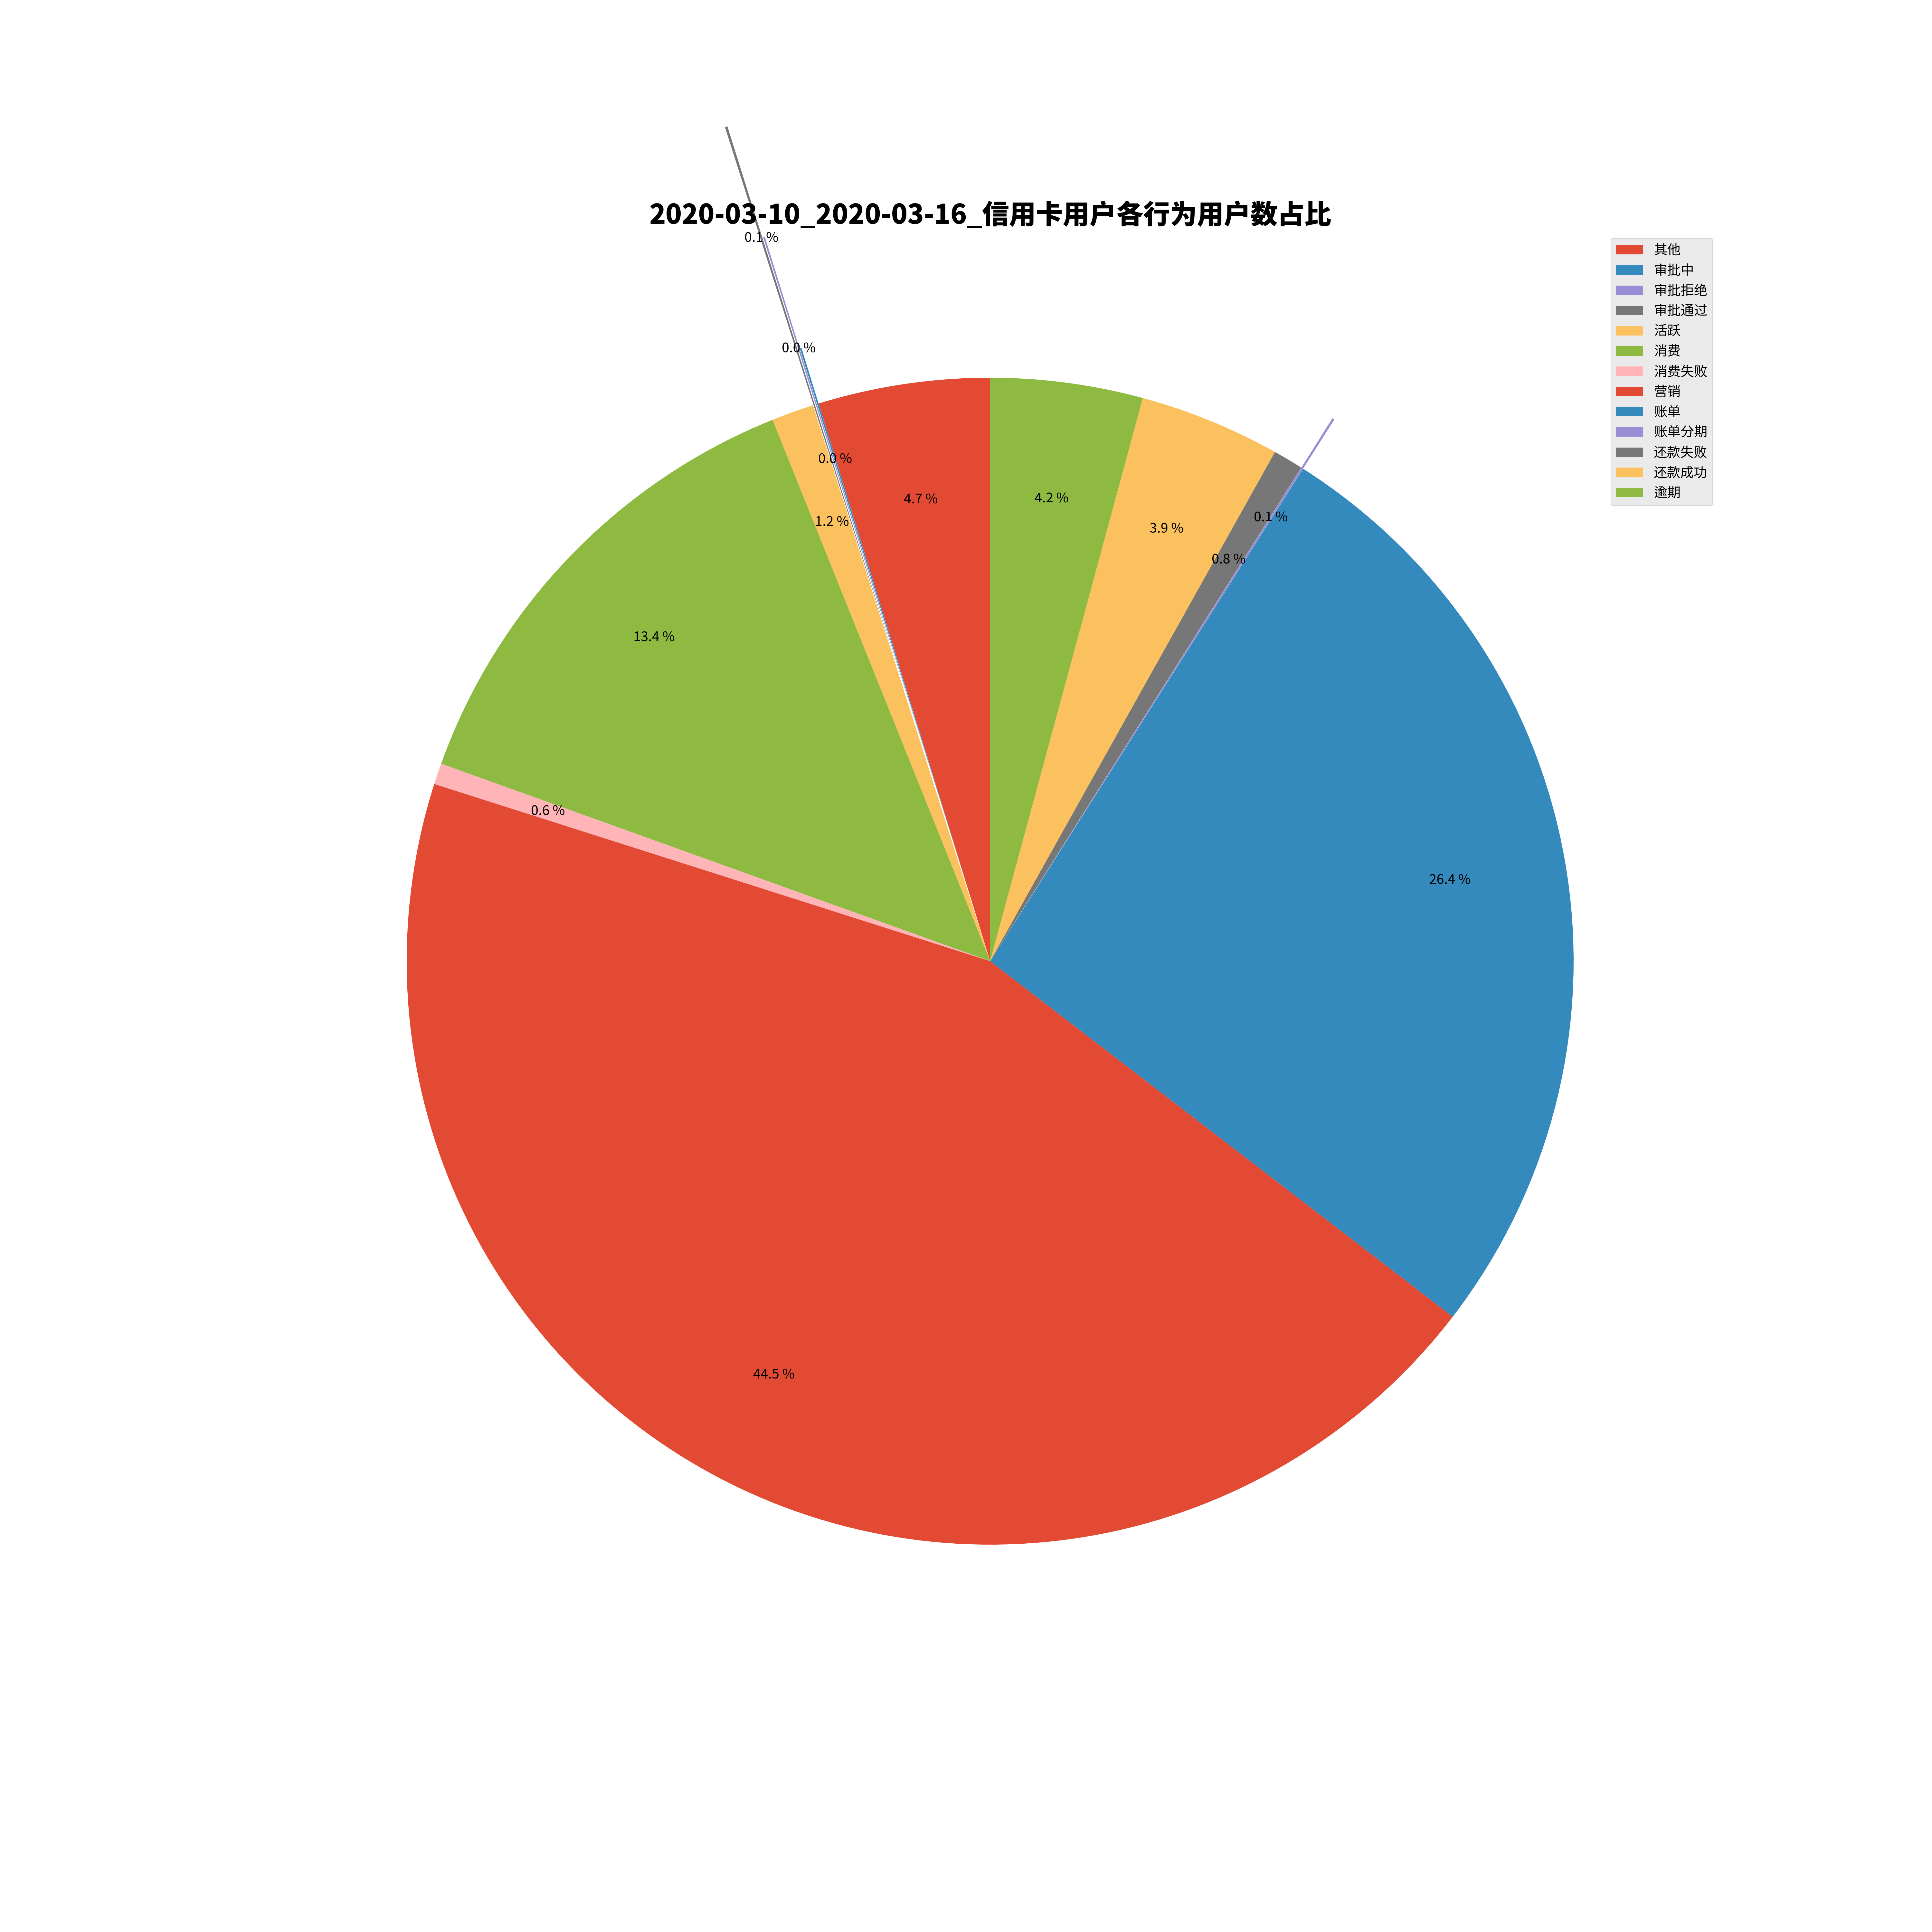 2020-03-10_2020-03-16_信用卡用户各行为用户数占比
0.1 %
其他
审批中
审批拒绝
审批通过
活跃
消费
消费失败
营销
账单
账单分期
还款失败
还款成功
逾期
0.0 %
0.0 %
4.7 %
4.2 %
1.2 %
3.9 %
0.1 %
0.8 %
13.4 %
0.6 %
26.4 %
44.5 %